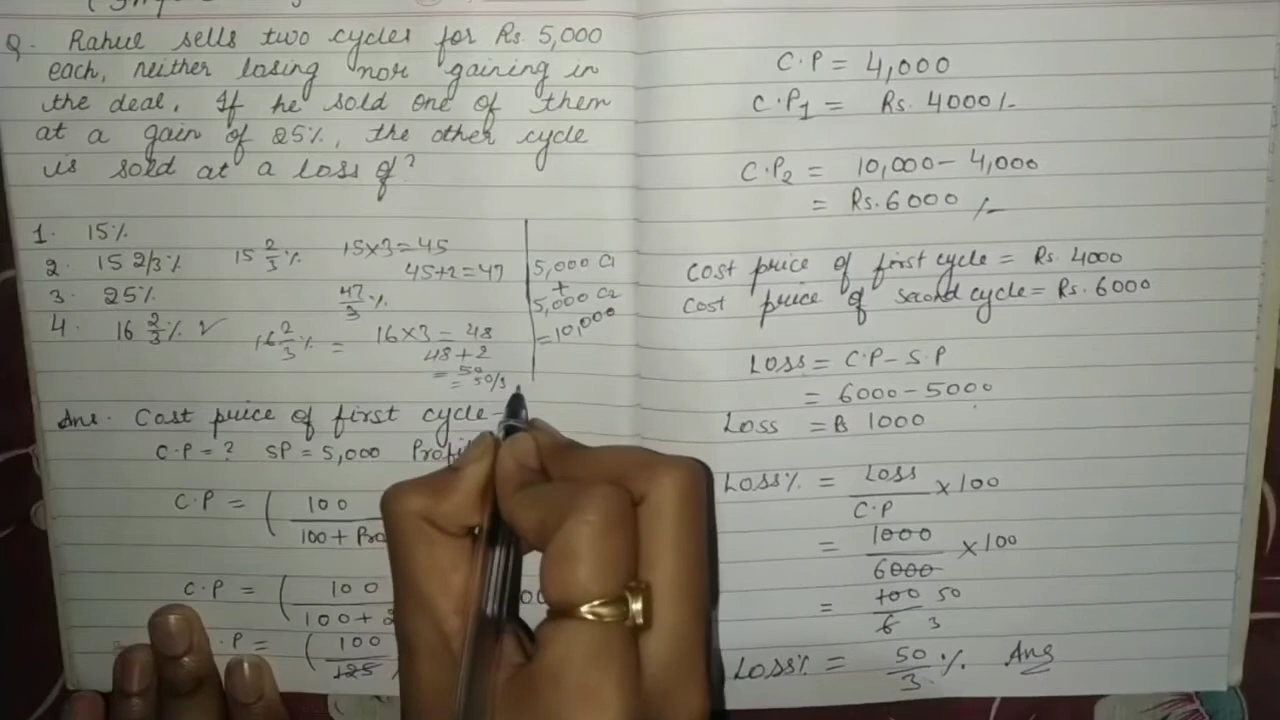 Q. Rahul sells two cycles for Rs. 5,000
each, neither losing nor gaining in
the deal. If he sold one of them
at a gain of 25%, the other cycle
is sold at a loss of?
1. 15%
2. 15 2/3 %
3. 25%
4. 16 2/3 % ✓
15 2/3 %
15×3=45
45+2=47
47/3 %
16 2/3 % =
16×3 = 48
48+2
= 50
= 50/3
5,000 C1
+
5,000 C2
=10,000
Ans. Cost price of first cycle-
C.P = ? SP = 5,000
C.P = ( 100
100 +
C.P = ( 100
100 +
.P = ( 100
125
C.P = 4,000
C.P1 = Rs. 4000/-
C.P2 = 10,000 - 4,000
= Rs. 6000/-
Cost price of first cycle = Rs. 4000
Cost price of second cycle = Rs. 6000
Loss = C.P - S.P
= 6000 - 5000
Loss = 1000
Loss% = Loss/C.P × 100
= 1000/6000 × 100
= 100/6 50/3
Loss% = 50/3 % Ans